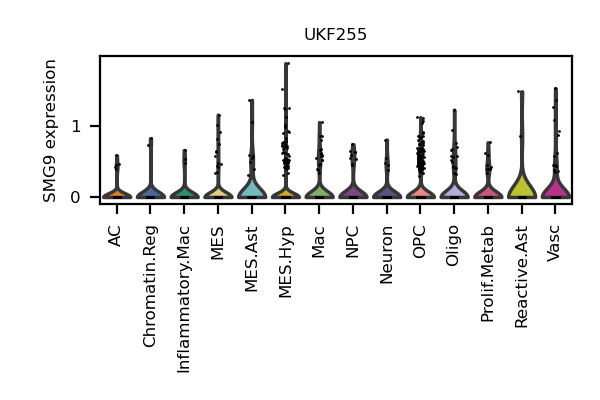 UKF255
SMG9 expression
1
0
AC
Chromatin.Reg
Inflammatory.Mac
MES
MES.Ast
MES.Hyp
Mac
NPC
Neuron
OPC
Oligo
Prolif.Metab
Reactive.Ast
Vasc